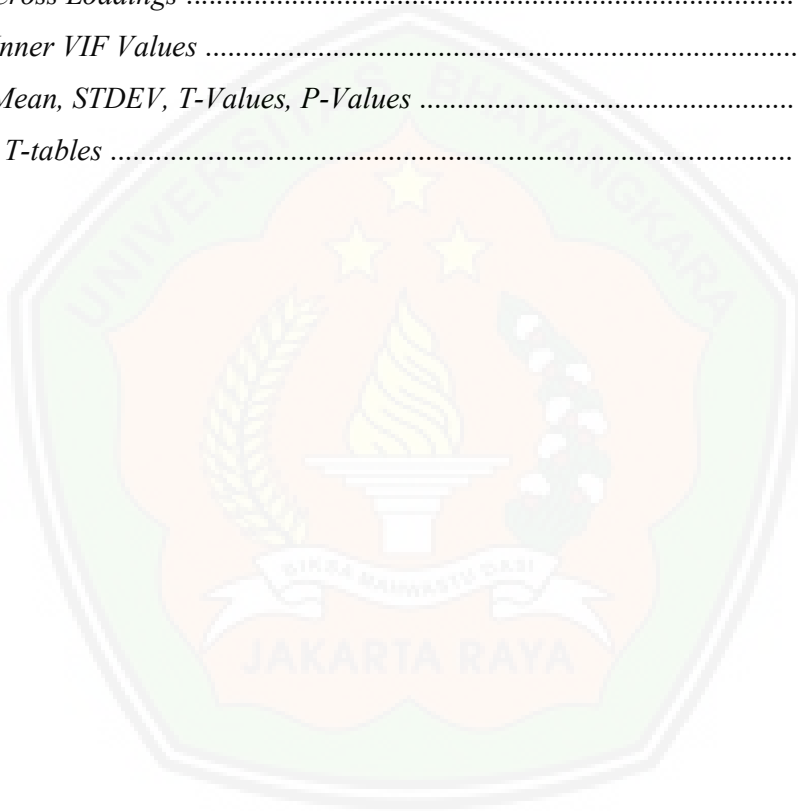 Cross Loadings ................................................................................
Inner VIF Values ...............................................................................
Mean, STDEV, T-Values, P-Values ..................................................
T-tables ...........................................................................................
UNIVERSITAS BHAYANGKARA
JAKARTA RAYA